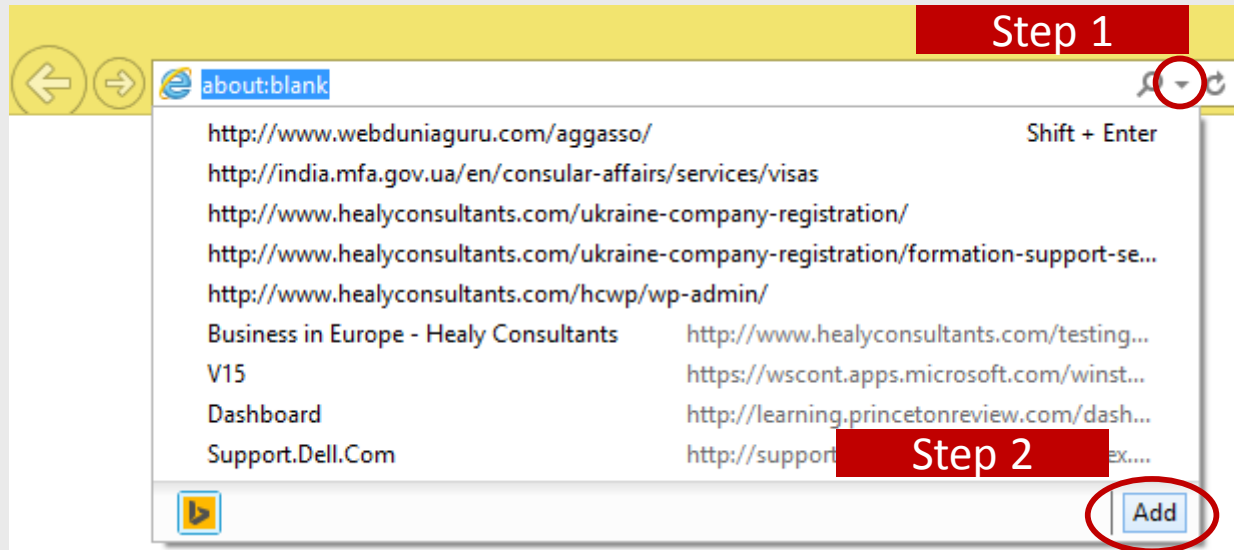 Step 1
about:blank
http://www.webduniaguru.com/aggasso/ Shift + Enter
http://india.mfa.gov.ua/en/consular-affairs/services/visas
http://www.healyconsultants.com/ukraine-company-registration/
http://www.healyconsultants.com/ukraine-company-registration/formation-support-se...
http://www.healyconsultants.com/hcwp/wp-admin/
Business in Europe - Healy Consultants http://www.healyconsultants.com/testing...
V15 https://wscont.apps.microsoft.com/winst...
Dashboard http://learning.princetonreview.com/dash...
Support.Dell.Com http://support ex....
Step 2
Add